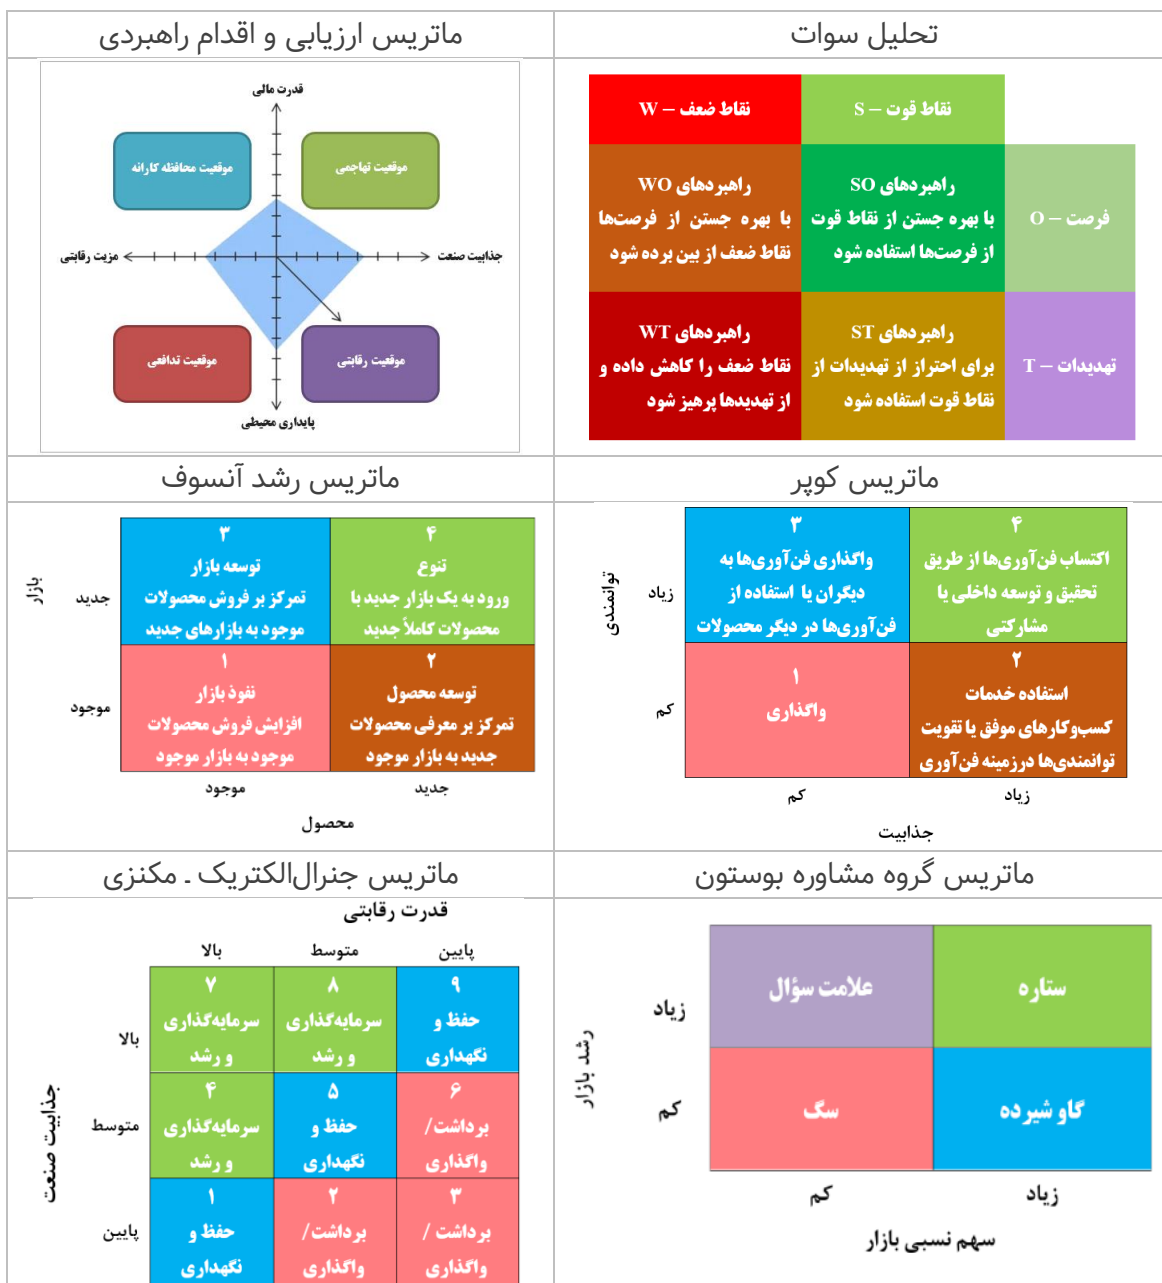 تحلیل سوات
نقاط قوت – S
نقاط ضعف – W
فرصت – O
راهبردهای SO
با بهره جستن از نقاط قوت
از فرصت‌ها استفاده شود
راهبردهای WO
با بهره جستن از فرصت‌ها
نقاط ضعف از بین برده شود
تهدیدات – T
راهبردهای ST
برای احتراز از تهدیدات از
نقاط قوت استفاده شود
راهبردهای WT
نقاط ضعف را کاهش داده و
از تهدیدها پرهیز شود
ماتریس ارزیابی و اقدام راهبردی
قدرت مالی
موقعیت تهاجمی
موقعیت محافظه کارانه
جذابیت صنعت
مزیت رقابتی
موقعیت رقابتی
موقعیت تدافعی
پایداری محیطی
ماتریس کوپر
۴
اکتساب فن‌آوری‌ها از طریق
تحقیق و توسعه داخلی یا
مشارکتی
۳
واگذاری فن‌آوری‌ها به
دیگران یا استفاده از
فن‌آوری‌ها در دیگر محصولات
زیاد
توانمندی
۲
استفاده خدمات
کسب‌وکارهای موفق یا تقویت
توانمندی‌ها درزمینه فن‌آوری
۱
واگذاری
کم
زیاد
کم
جذابیت
ماتریس رشد آنسوف
۴
تنوع
ورود به یک بازار جدید با
محصولات کاملاً جدید
۳
توسعه بازار
تمرکز بر فروش محصولات
موجود به بازارهای جدید
جدید
بازار
۲
توسعه محصول
تمرکز بر معرفی محصولات
جدید به بازار موجود
۱
نفوذ بازار
افزایش فروش محصولات
موجود به بازار موجود
موجود
جدید
موجود
محصول
ماتریس گروه مشاوره بوستون
ستاره
علامت سؤال
زیاد
رشد بازار
گاو شیرده
سگ
کم
زیاد
کم
سهم نسبی بازار
ماتریس جنرال‌الکتریک ـ مکنزی
قدرت رقابتی
پایین
متوسط
بالا
۹
حفظ و
نگهداری
۸
سرمایه‌گذاری
و رشد
۷
سرمایه‌گذاری
و رشد
بالا
جذابیت صنعت
۶
برداشت/
واگذاری
۵
حفظ و
نگهداری
۴
سرمایه‌گذاری
و رشد
متوسط
۳
برداشت /
واگذاری
۲
برداشت/
واگذاری
۱
حفظ و
نگهداری
پایین